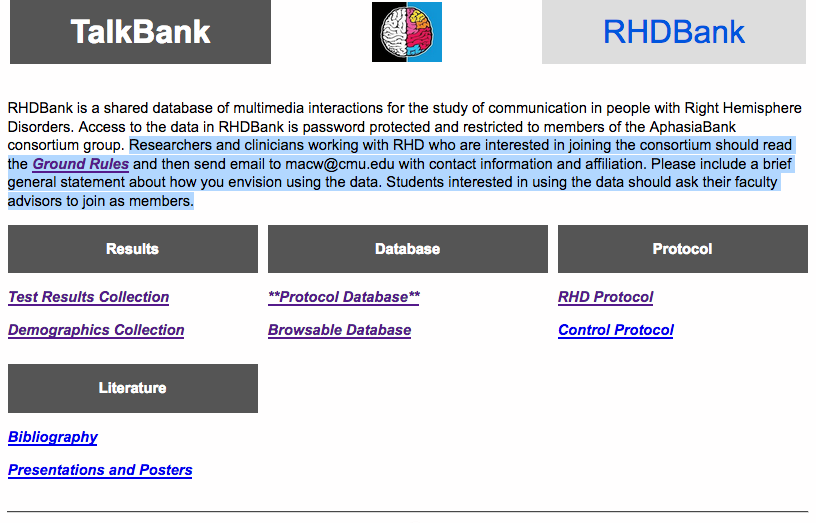 TalkBank
RHDBank
RHDBank is a shared database of multimedia interactions for the study of communication in people with Right Hemisphere
Disorders. Access to the data in RHDBank is password protected and restricted to members of the AphasiaBank
consortium group. Researchers and clinicians working with RHD who are interested in joining the consortium should read
the Ground Rules and then send email to macw@cmu.edu with contact information and affiliation. Please include a brief
general statement about how you envision using the data. Students interested in using the data should ask their faculty
advisors to join as members.
Results
Database
Protocol
Test Results Collection
**Protocol Database**
RHD Protocol
Demographics Collection
Browsable Database
Control Protocol
Literature
Bibliography
Presentations and Posters